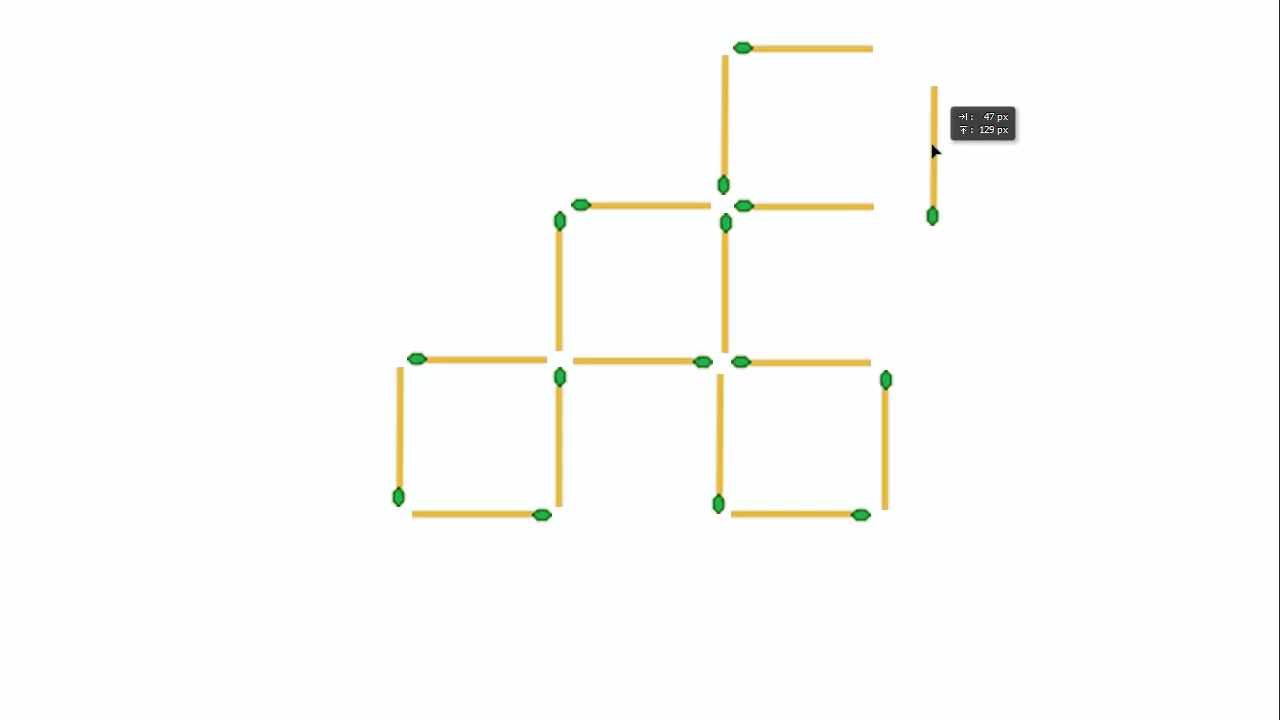 →I : 47 px
↑ : 129 px